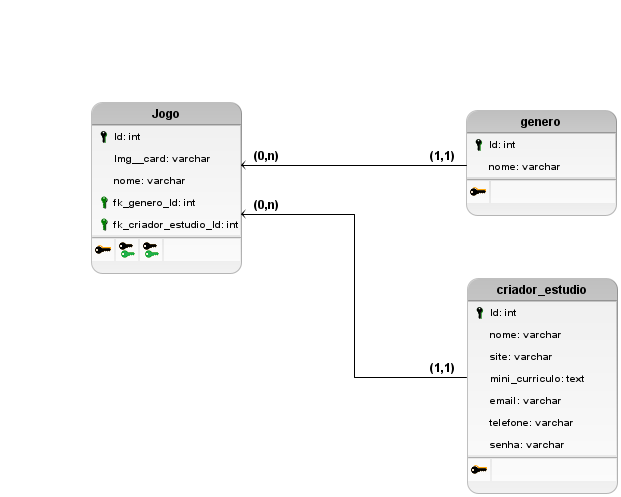 Jogo
Id: int
Img__card: varchar
nome: varchar
fk_genero_Id: int
fk_criador_estudio_Id: int
(0,n)
(1,1)
genero
Id: int
nome: varchar
(0,n)
(1,1)
criador_estudio
Id: int
nome: varchar
site: varchar
mini_curriculo: text
email: varchar
telefone: varchar
senha: varchar